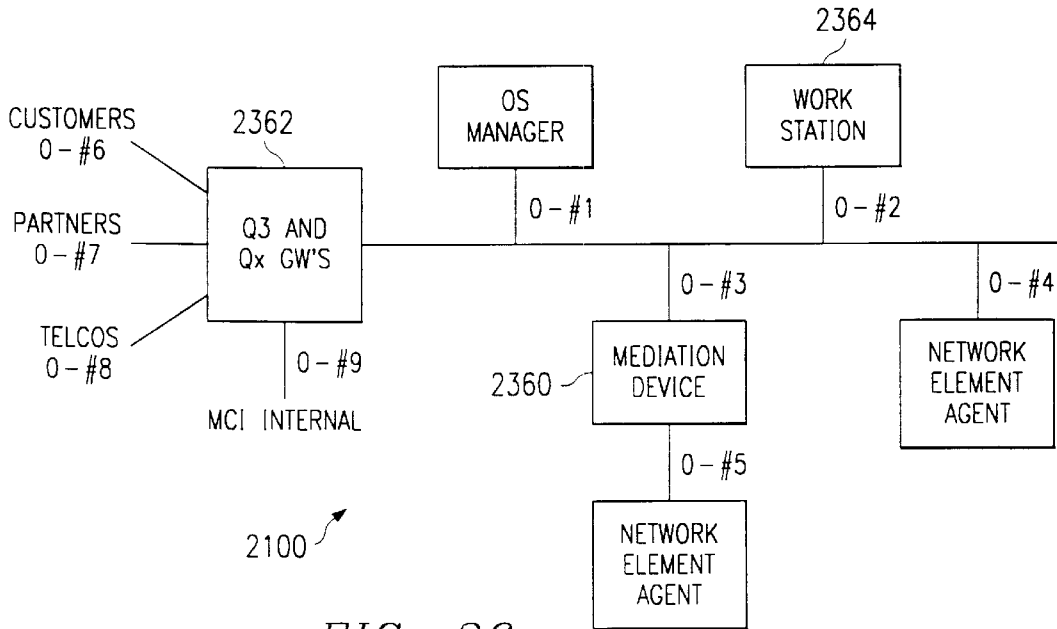 2364
OS
MANAGER
WORK
STATION
CUSTOMERS
0-#6
2362
0-#1
0-#2
PARTNERS
0-#7
Q3 AND
Qx GW'S
TELCOS
0-#8
0-#9
MCI INTERNAL
0-#3
0-#4
2360
MEDIATION
DEVICE
NETWORK
ELEMENT
AGENT
0-#5
2100
NETWORK
ELEMENT
AGENT
FIG.